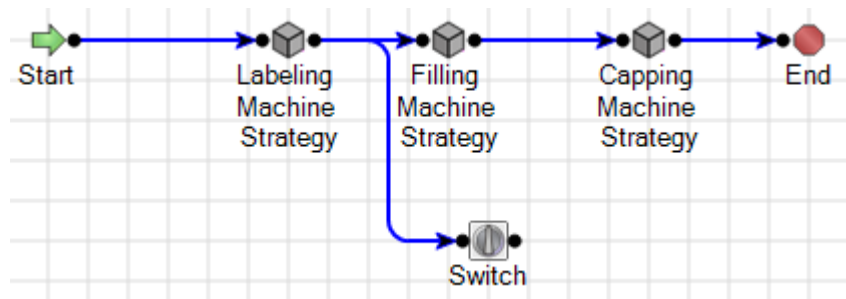 Start
Labeling
Machine
Strategy
Filling
Machine
Strategy
Capping
Machine
Strategy
End
Switch